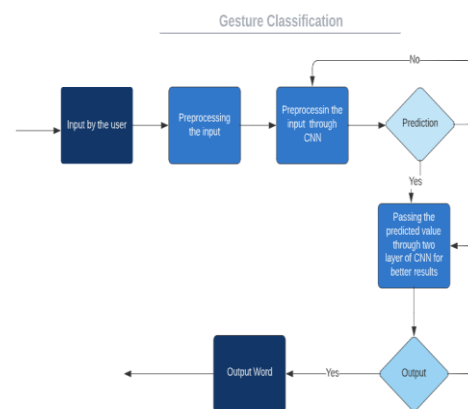 Gesture Classification
No
Input by the user
Preprocessing
the input
Preprocessin the
input through
CNN
Prediction
Yes
Passing the
predicted value
through two
layer of CNN for
better results
Output Word
Yes
Output